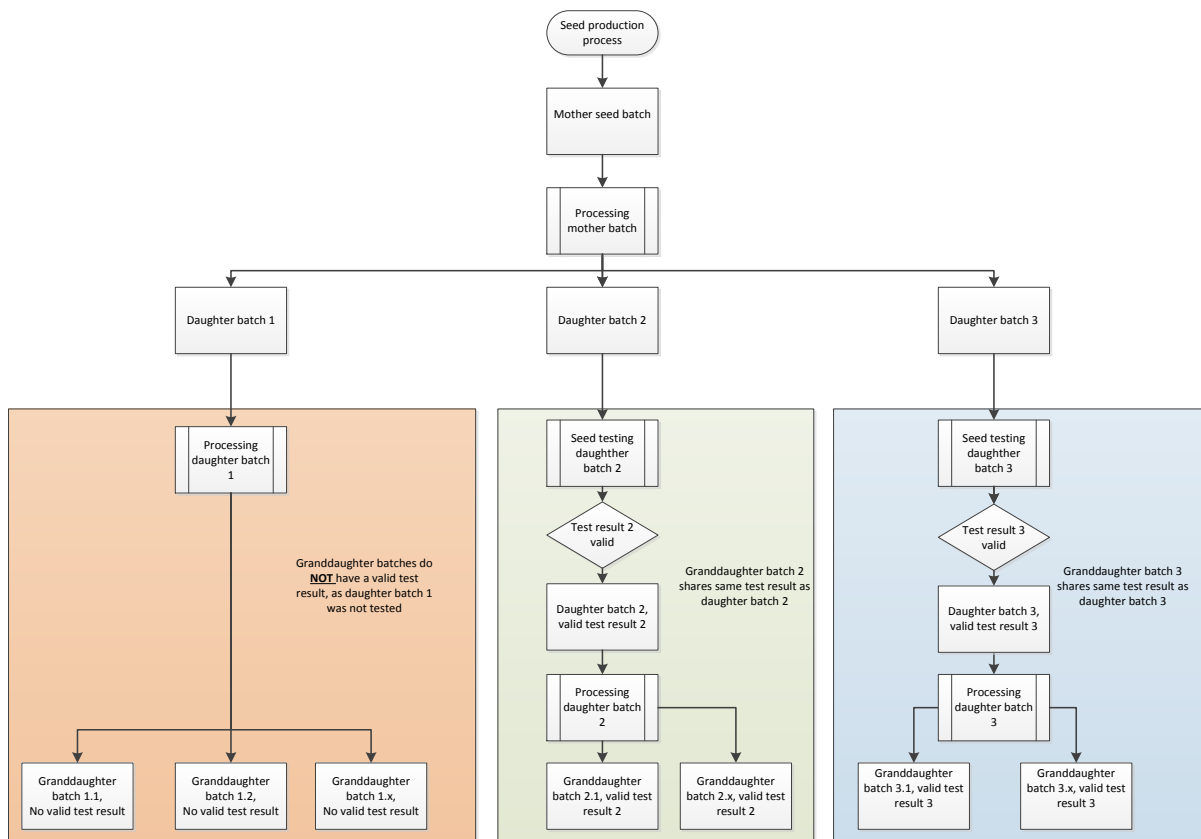 Seed production
process
Mother seed batch
Processing
mother batch
Daughter batch 1
Daughter batch 2
Daughter batch 3
Processing
daughter batch
1
Granddaughter batches do
NOT have a valid test
result, as daughter batch 1
was not tested
Granddaughter
batch 1.1,
No valid test result
Granddaughter
batch 1.2,
No valid test result
Granddaughter
batch 1.x,
No valid test result
Seed testing
daughther
batch 2
Test result 2
valid
Granddaughter batch 2
shares same test result as
daughter batch 2
Daughter batch 2,
valid test result 2
Processing
daughter batch
2
Granddaughter
batch 2.1, valid test
result 2
Granddaughter
batch 2.x, valid test
result 2
Seed testing
daughther
batch 3
Test result 3
valid
Granddaughter batch 3
shares same test result as
daughter batch 3
Daughter batch 3,
valid test result 3
Processing
daughter batch
3
Granddaughter
batch 3.1, valid test
result 3
Granddaughter
batch 3.x, valid test
result 3